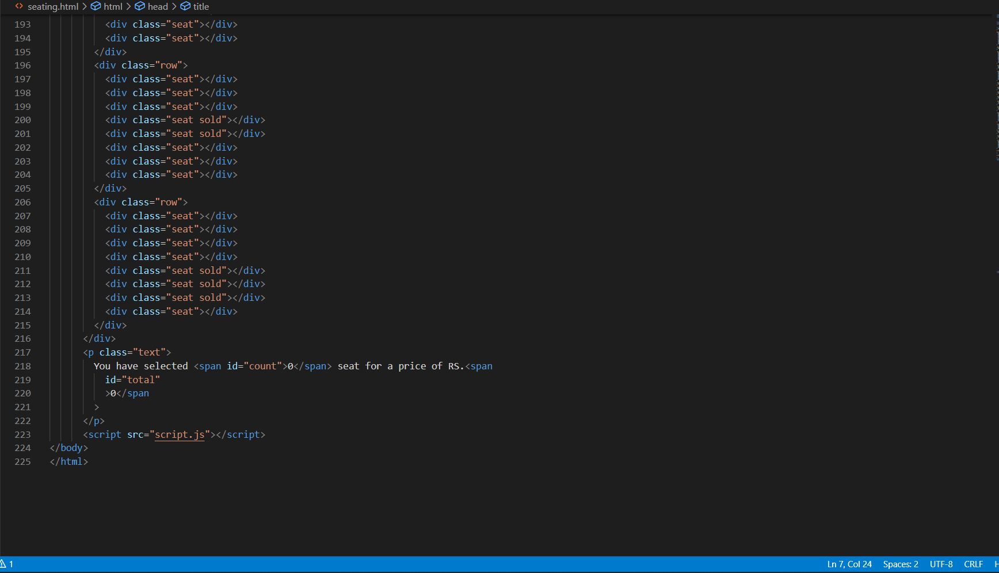 seating.html > html > head > title
193 <div class="seat"></div>
194 <div class="seat"></div>
195 </div>
196 <div class="row">
197 <div class="seat"></div>
198 <div class="seat"></div>
199 <div class="seat"></div>
200 <div class="seat sold"></div>
201 <div class="seat sold"></div>
202 <div class="seat"></div>
203 <div class="seat"></div>
204 <div class="seat"></div>
205 </div>
206 <div class="row">
207 <div class="seat"></div>
208 <div class="seat"></div>
209 <div class="seat"></div>
210 <div class="seat"></div>
211 <div class="seat sold"></div>
212 <div class="seat sold"></div>
213 <div class="seat sold"></div>
214 <div class="seat"></div>
215 </div>
216 </div>
217 <p class="text">
218 You have selected <span id="count">0</span> seat for a price of RS.<span
219 id="total"
220 >0</span
221 >
222 </p>
223 <script src="script.js"></script>
224 </body>
225 </html>
1 Ln 7, Col 24 Spaces: 2 UTF-8 CRLF